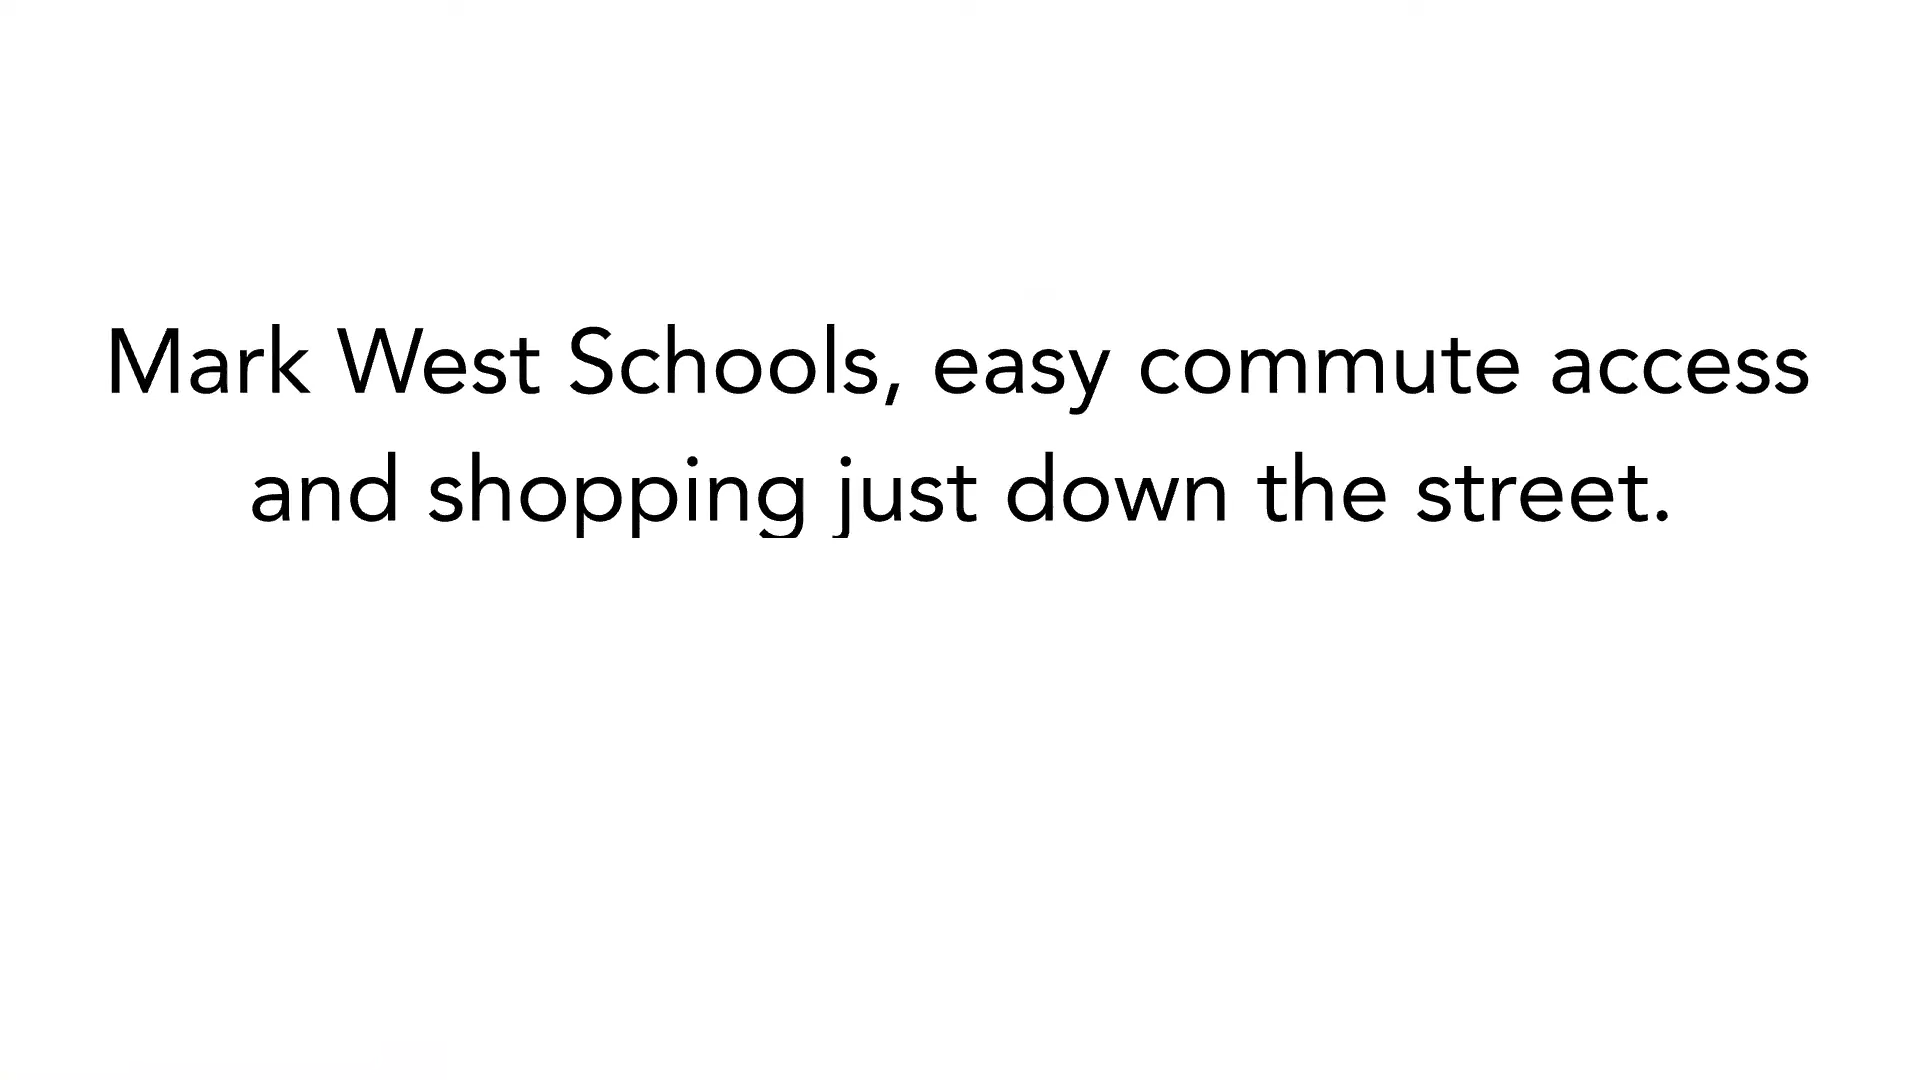 Mark West Schools, easy commute access
and shopping just down the street.